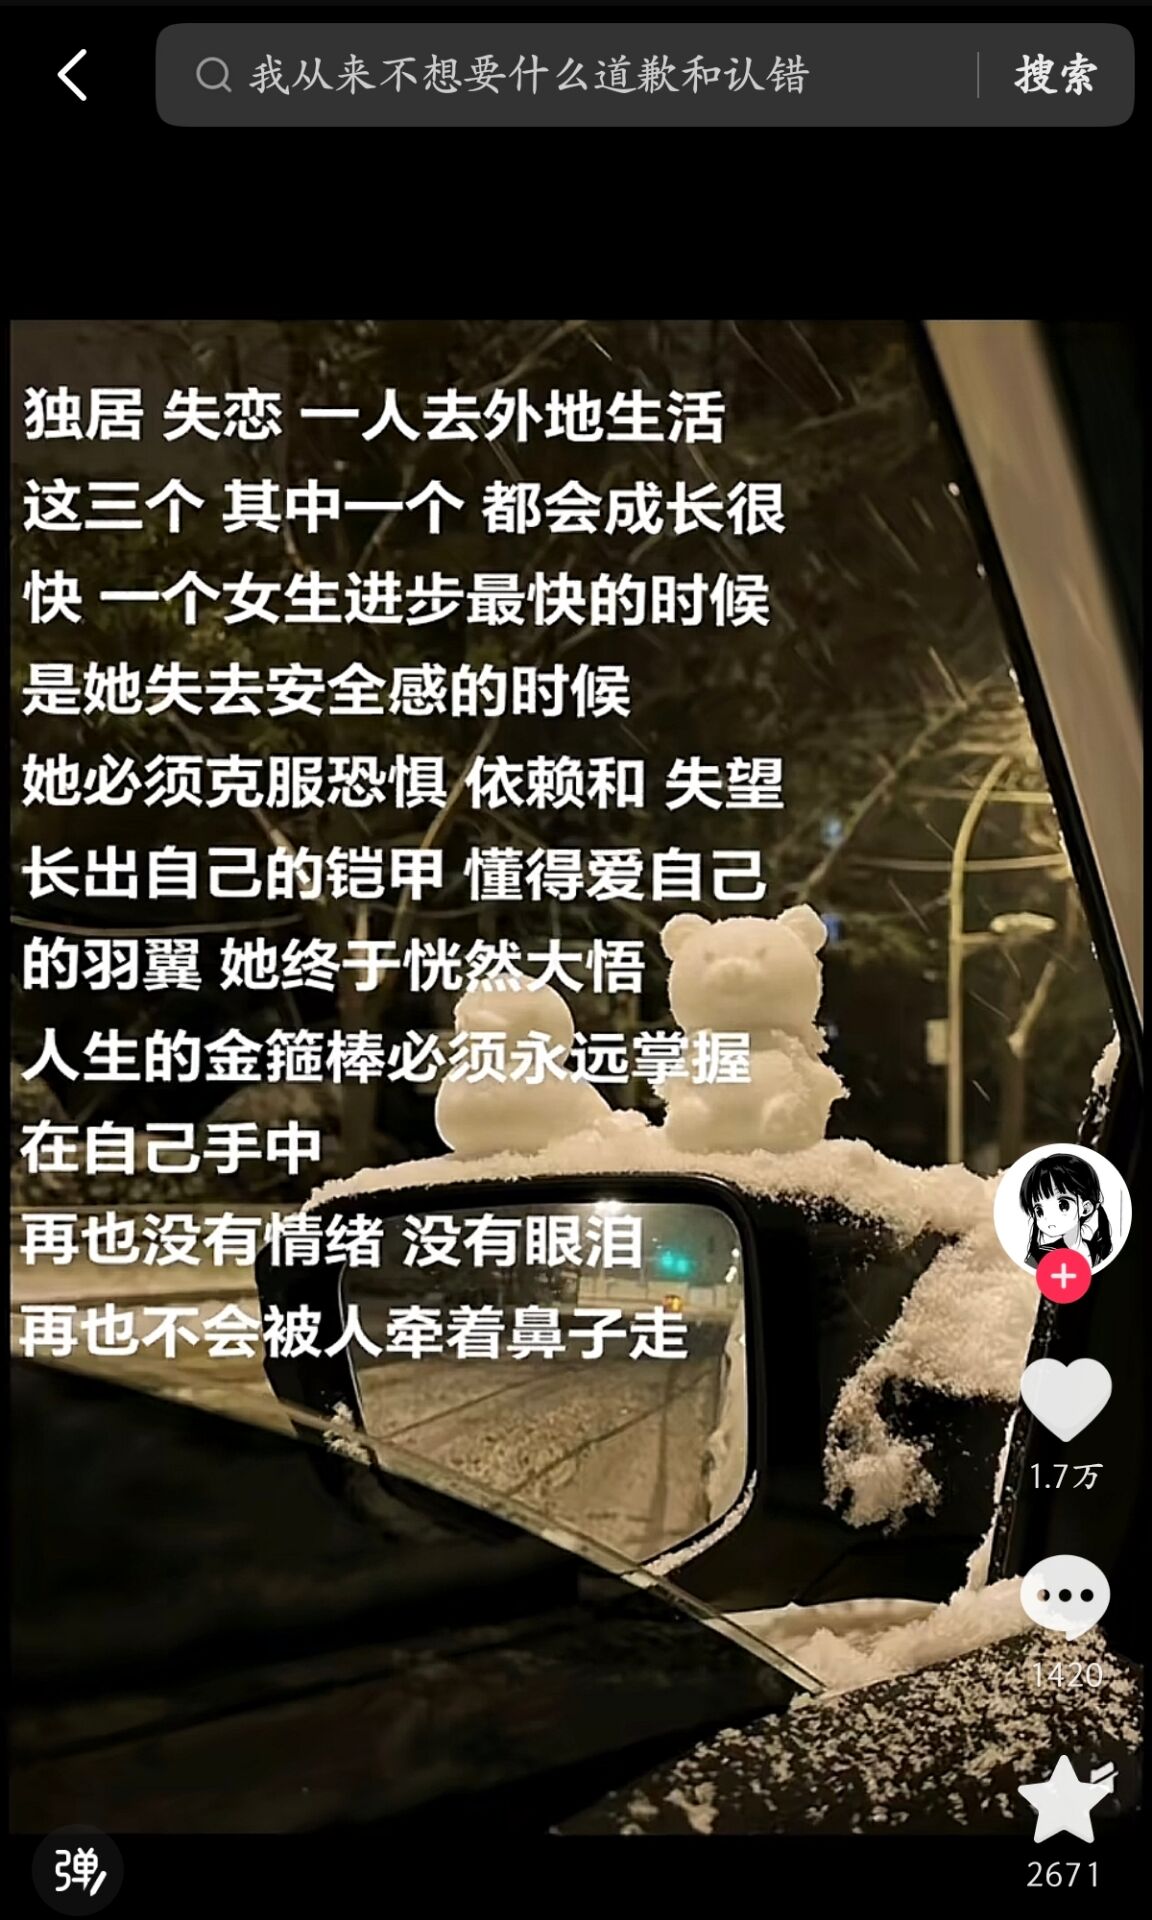 我从来不想要什么道歉和认错
搜索
独居 失恋 一人去外地生活
这三个 其中一个 都会成长很
快 一个女生进步最快的时候
是她失去安全感的时候
她必须克服恐惧 依赖和 失望
长出自己的铠甲 懂得爱自己
的羽翼 她终于恍然大悟
人生的金箍棒必须永远掌握
在自己手中
再也没有情绪 没有眼泪
再也不会被人牵着鼻子走
1.7万
1420
2671
弹